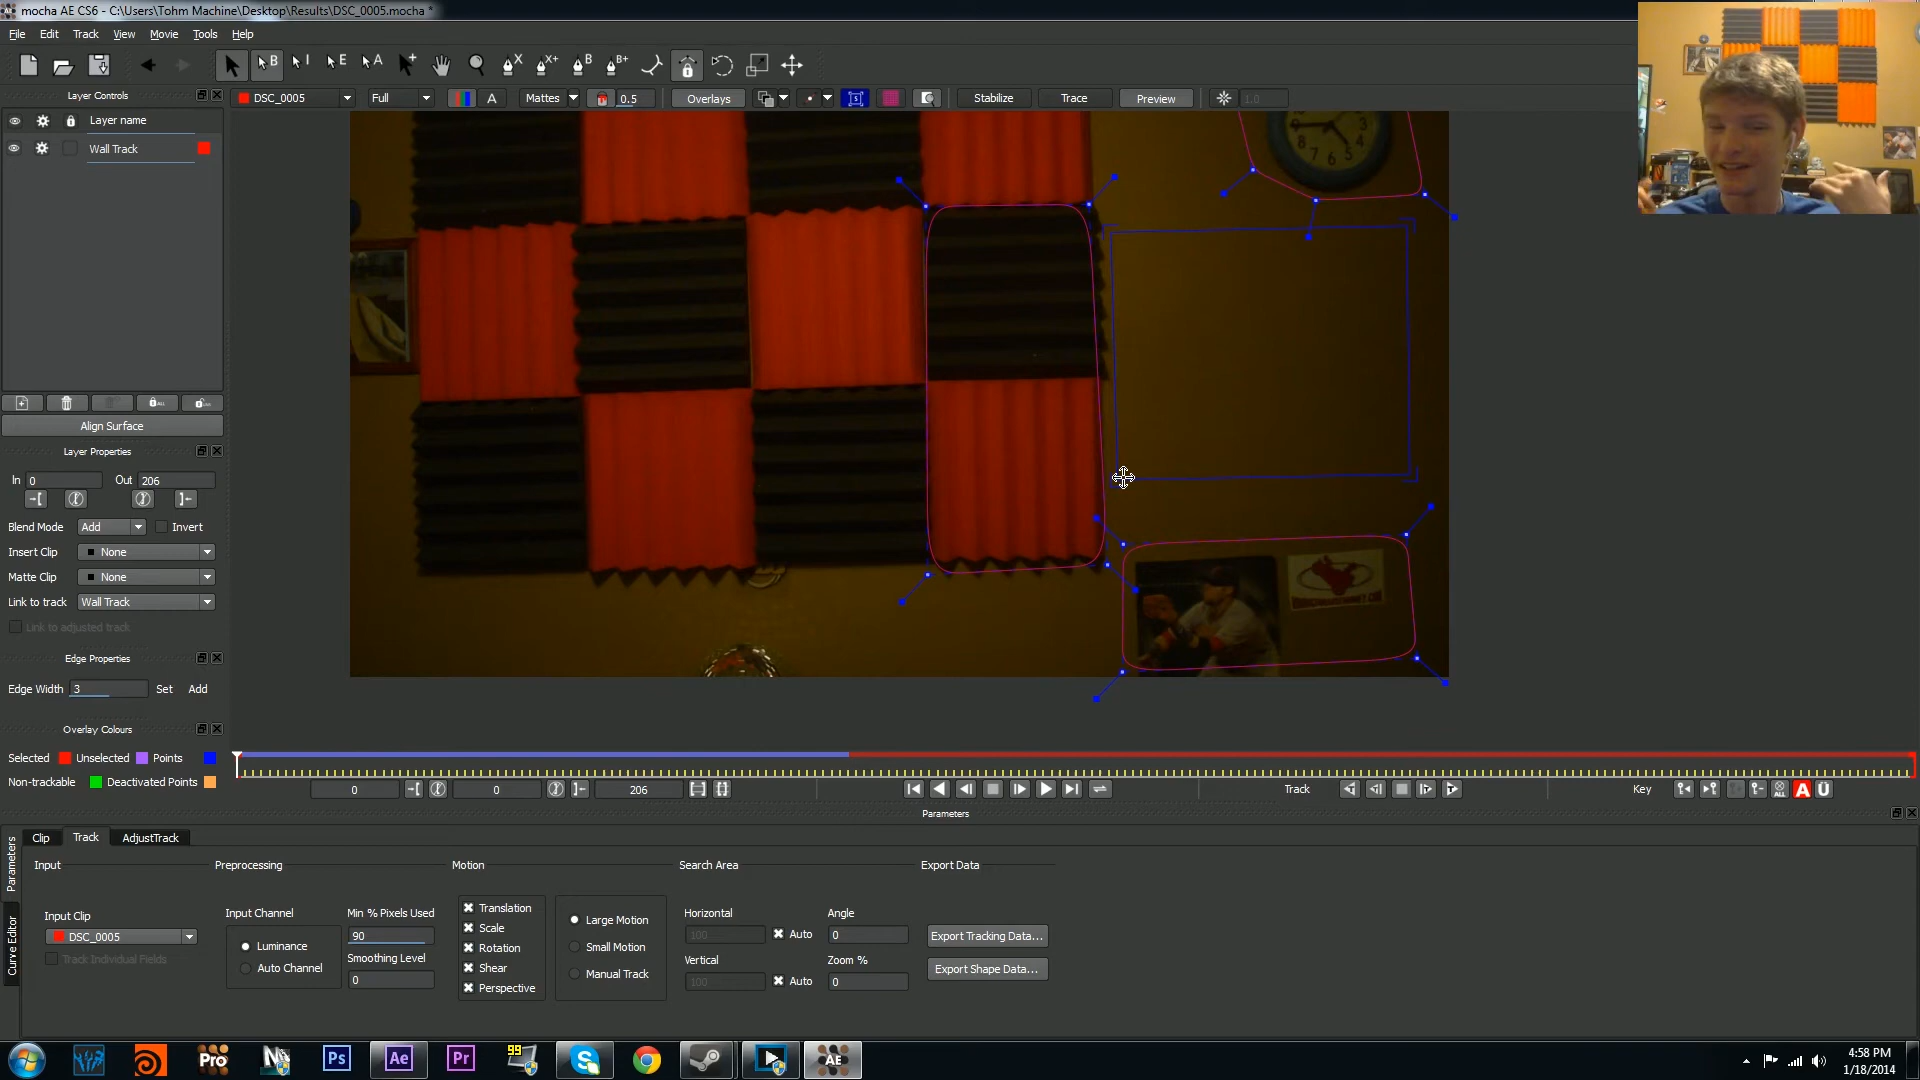 mocha AE CS6 - C:\Users\Tohm Machine\Desktop\Results\DSC_0005.mocha *
File Edit Track View Movie Tools Help
Layer Controls
DSC_0005 Full A Mattes 0.5 Overlays Stabilize Trace Preview 1.0
Layer name
Wall Track
Align Surface
Layer Properties
In 0 Out 206
Blend Mode Add Invert
Insert Clip None
Matte Clip None
Link to track Wall Track
Link to adjusted track
Edge Properties
Edge Width 3 Set Add
Overlay Colours
Selected Unselected Points
Non-trackable Deactivated Points
0 0 206 Track Key A Ü
Parameters
Parameters
Curve Editor
Clip Track AdjustTrack
Input Preprocessing Motion Search Area Export Data
Input Clip
DSC_0005
Track Individual Fields
Input Channel
Luminance
Auto Channel
Min % Pixels Used
90
Smoothing Level
0
Translation
Scale
Rotation
Shear
Perspective
Large Motion
Small Motion
Manual Track
Horizontal
100 Auto
Vertical
100 Auto
Angle
0
Zoom %
0
Export Tracking Data...
Export Shape Data...
Pro Ps Ae Pr 99 AE
4:58 PM
1/18/2014